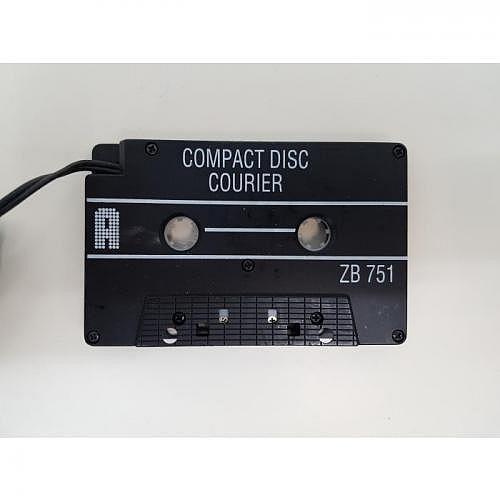 COMPACT DISC
COURIER
A
ZB 751